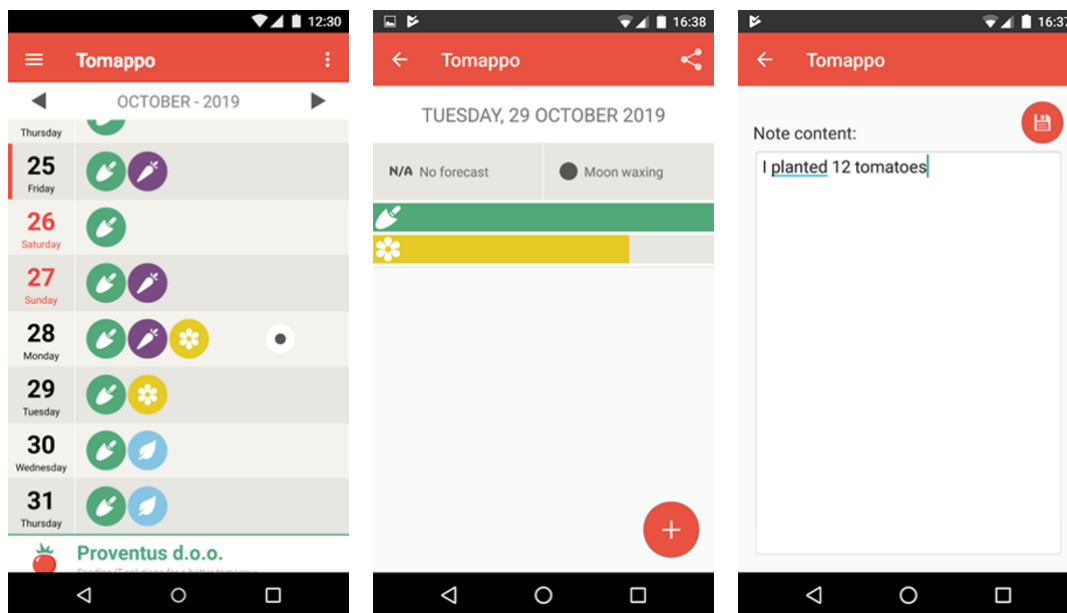 12:30
Tomappo
OCTOBER - 2019
Thursday
25
Friday
26
Saturday
27
Sunday
28
Monday
29
Tuesday
30
Wednesday
31
Thursday
Proventus d.o.o.
16:38
Tomappo
TUESDAY, 29 OCTOBER 2019
N/A No forecast
Moon waxing
16:37
Tomappo
Note content:
I planted 12 tomatoes